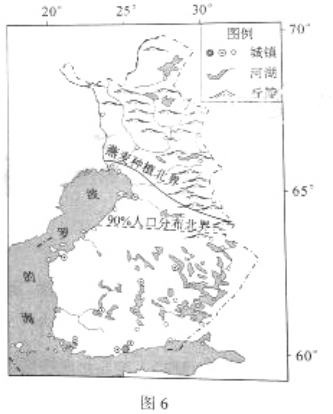 20° 25° 30°
70°
图例
城镇
河湖
丘陵
燕麦种植北界
65°
波
90%人口分布北界
罗
的
海
60°
图 6